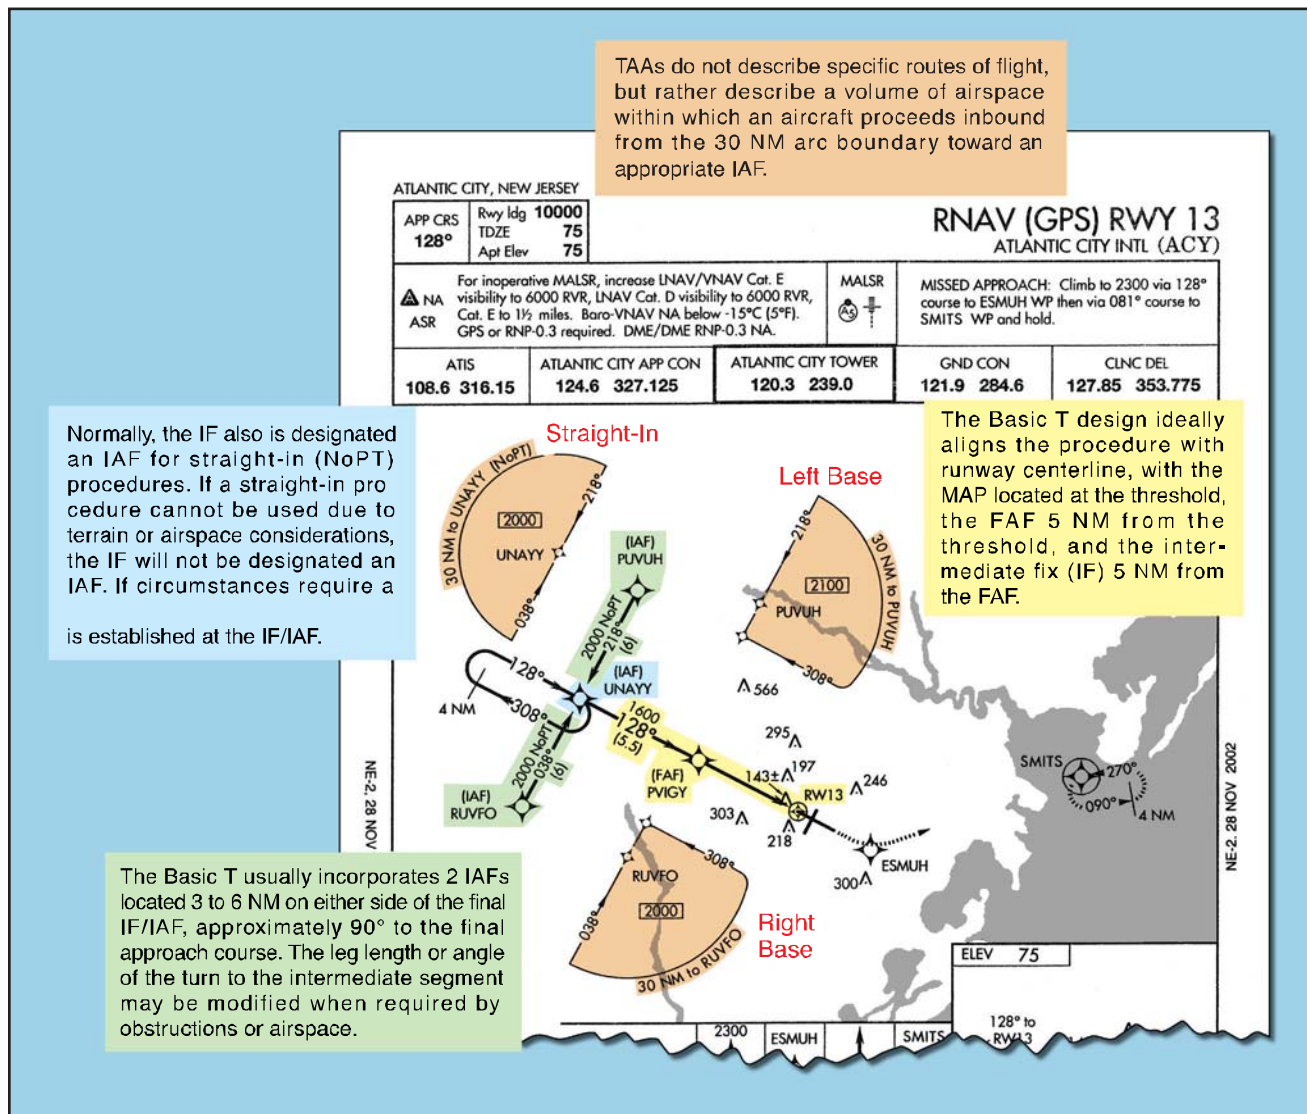 TAAs do not describe specific routes of flight,
but rather describe a volume of airspace
within which an aircraft proceeds inbound
from the 30 NM arc boundary toward an
appropriate IAF.
ATLANTIC CITY, NEW JERSEY
APP CRS
128°
Rwy ldg 10000
TDZE 75
Apt Elev 75
RNAV (GPS) RWY 13
ATLANTIC CITY INTL (ACY)
A NA
ASR
For inoperative MALSR, increase LNAV/VNAV Cat. E
visibility to 6000 RVR, LNAV Cat. D visibility to 6000 RVR,
Cat. E to 1½ miles. Baro-VNAV NA below -15°C (5°F).
GPS or RNP-0.3 required. DME/DME RNP-0.3 NA.
MALSR
A5
MISSED APPROACH: Climb to 2300 via 128°
course to ESMUH WP then via 081° course to
SMITS WP and hold.
ATIS
108.6 316.15
ATLANTIC CITY APP CON
124.6 327.125
ATLANTIC CITY TOWER
120.3 239.0
GND CON
121.9 284.6
CLNC DEL
127.85 353.775
Normally, the IF also is designated
an IAF for straight-in (NoPT)
procedures. If a straight-in pro
cedure cannot be used due to
terrain or airspace considerations,
the IF will not be designated an
IAF. If circumstances require a
is established at the IF/IAF.
Straight-In
30 NM to UNAYY (NoPT)
218°
2000
UNAYY
038°
Left Base
218°
30 NM to PUVUH
2100
PUVUH
308°
The Basic T design ideally
aligns the procedure with
runway centerline, with the
MAP located at the threshold,
the FAF 5 NM from the
threshold, and the inter-
mediate fix (IF) 5 NM from
the FAF.
(IAF)
PUVUH
2000 NoPT
218°
(6)
128°
308°
4 NM
(IAF)
UNAYY
1600
128°
(5.5)
2000 NoPT
038°
(6)
(IAF)
RUVFO
(FAF)
PVIGY
566
295
197
143±
246
303
218
RW13
ESMUH
300
SMITS
270°
090°
4 NM
NE-2. 28 NOV
NE-2. 28 NOV 2002
RUVFO
308°
038°
2000
30 NM to RUVFO
Right
Base
The Basic T usually incorporates 2 IAFs
located 3 to 6 NM on either side of the final
IF/IAF, approximately 90° to the final
approach course. The leg length or angle
of the turn to the intermediate segment
may be modified when required by
obstructions or airspace.
ELEV 75
128° to
RW13
2300
ESMUH
SMITS